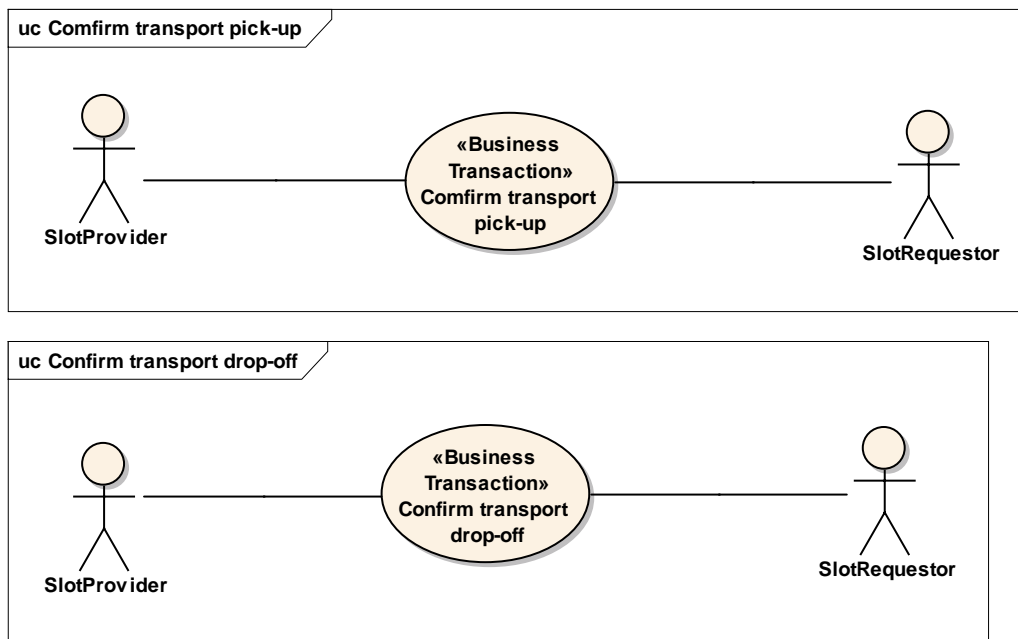 uc Comfirm transport pick-up
«Business
Transaction»
Comfirm transport
pick-up
SlotProvider
SlotRequestor
uc Confirm transport drop-off
«Business
Transaction»
Confirm transport
drop-off
SlotProvider
SlotRequestor